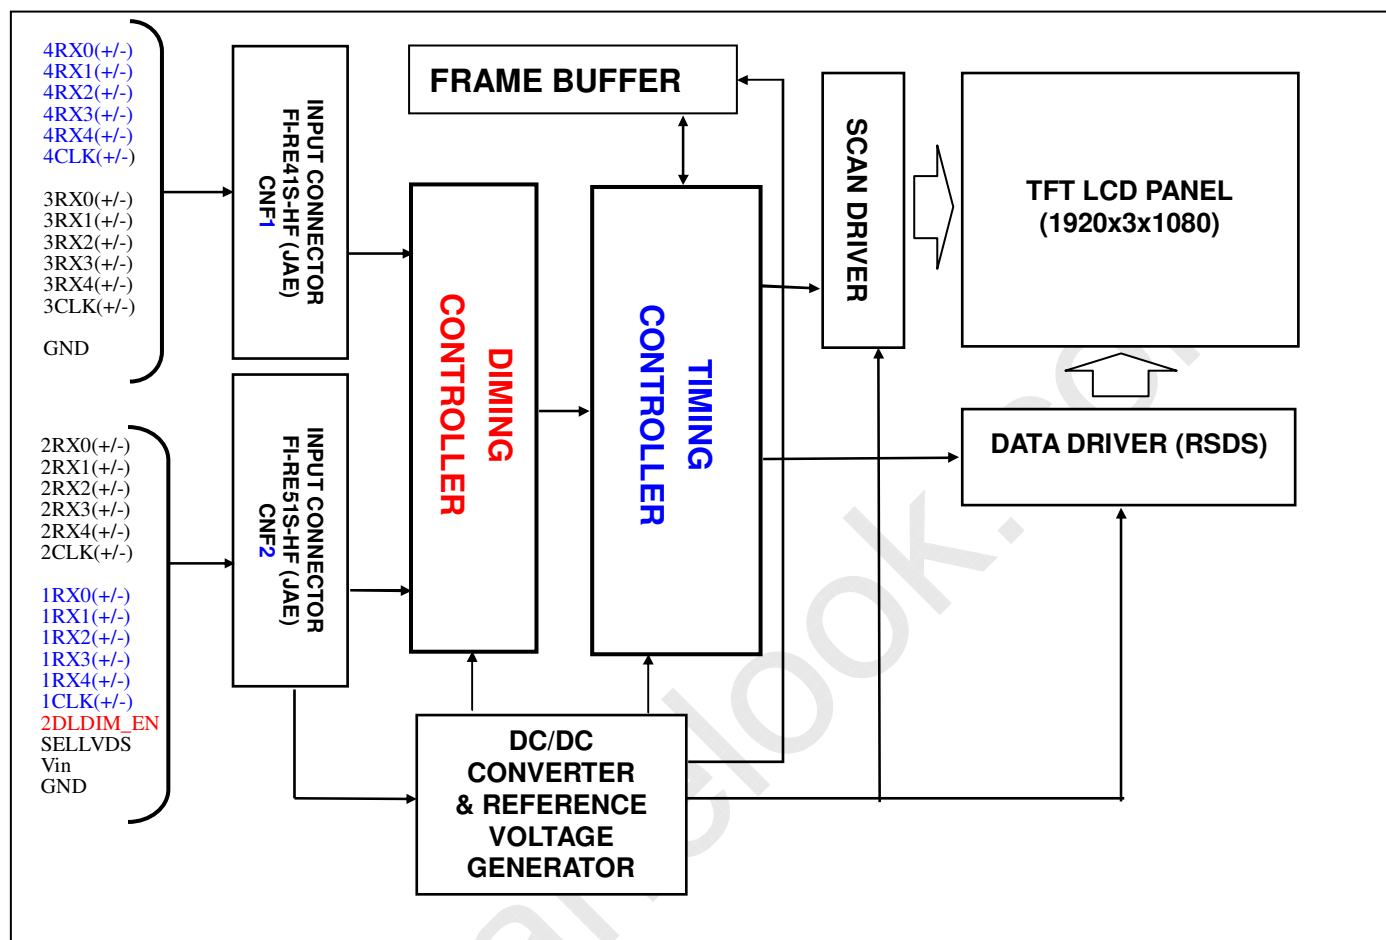 4RX0(+/-)
4RX1(+/-)
4RX2(+/-)
4RX3(+/-)
4RX4(+/-)
4CLK(+/-)
3RX0(+/-)
3RX1(+/-)
3RX2(+/-)
3RX3(+/-)
3RX4(+/-)
3CLK(+/-)
GND
2RX0(+/-)
2RX1(+/-)
2RX2(+/-)
2RX3(+/-)
2RX4(+/-)
2CLK(+/-)
1RX0(+/-)
1RX1(+/-)
1RX2(+/-)
1RX3(+/-)
1RX4(+/-)
1CLK(+/-)
2DLDIM_EN
SELLVDS
Vin
GND
INPUT CONNECTOR
FI-RE41S-HF (JAE)
CNF1
INPUT CONNECTOR
FI-RE51S-HF (JAE)
CNF2
FRAME BUFFER
DIMING
CONTROLLER
TIMING
CONTROLLER
DC/DC
CONVERTER
& REFERENCE
VOLTAGE
GENERATOR
SCAN DRIVER
TFT LCD PANEL
(1920x3x1080)
DATA DRIVER (RSDS)